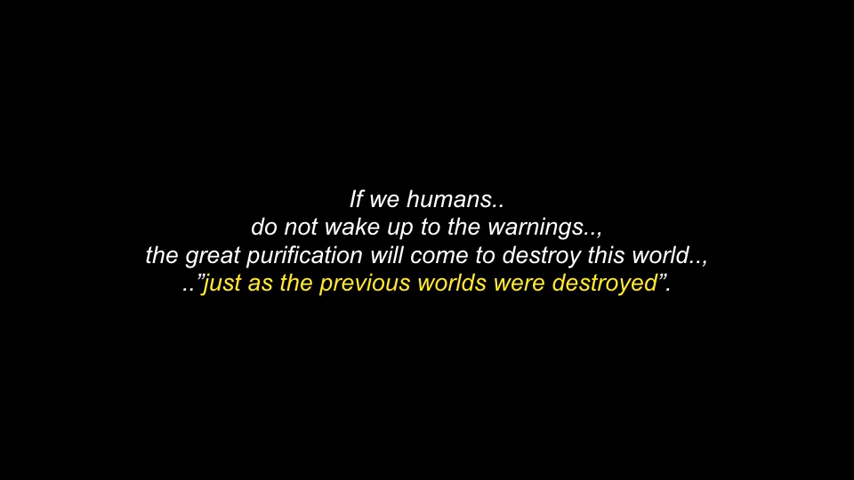 If we humans..
do not wake up to the warnings..,
the great purification will come to destroy this world..,
..”just as the previous worlds were destroyed”.